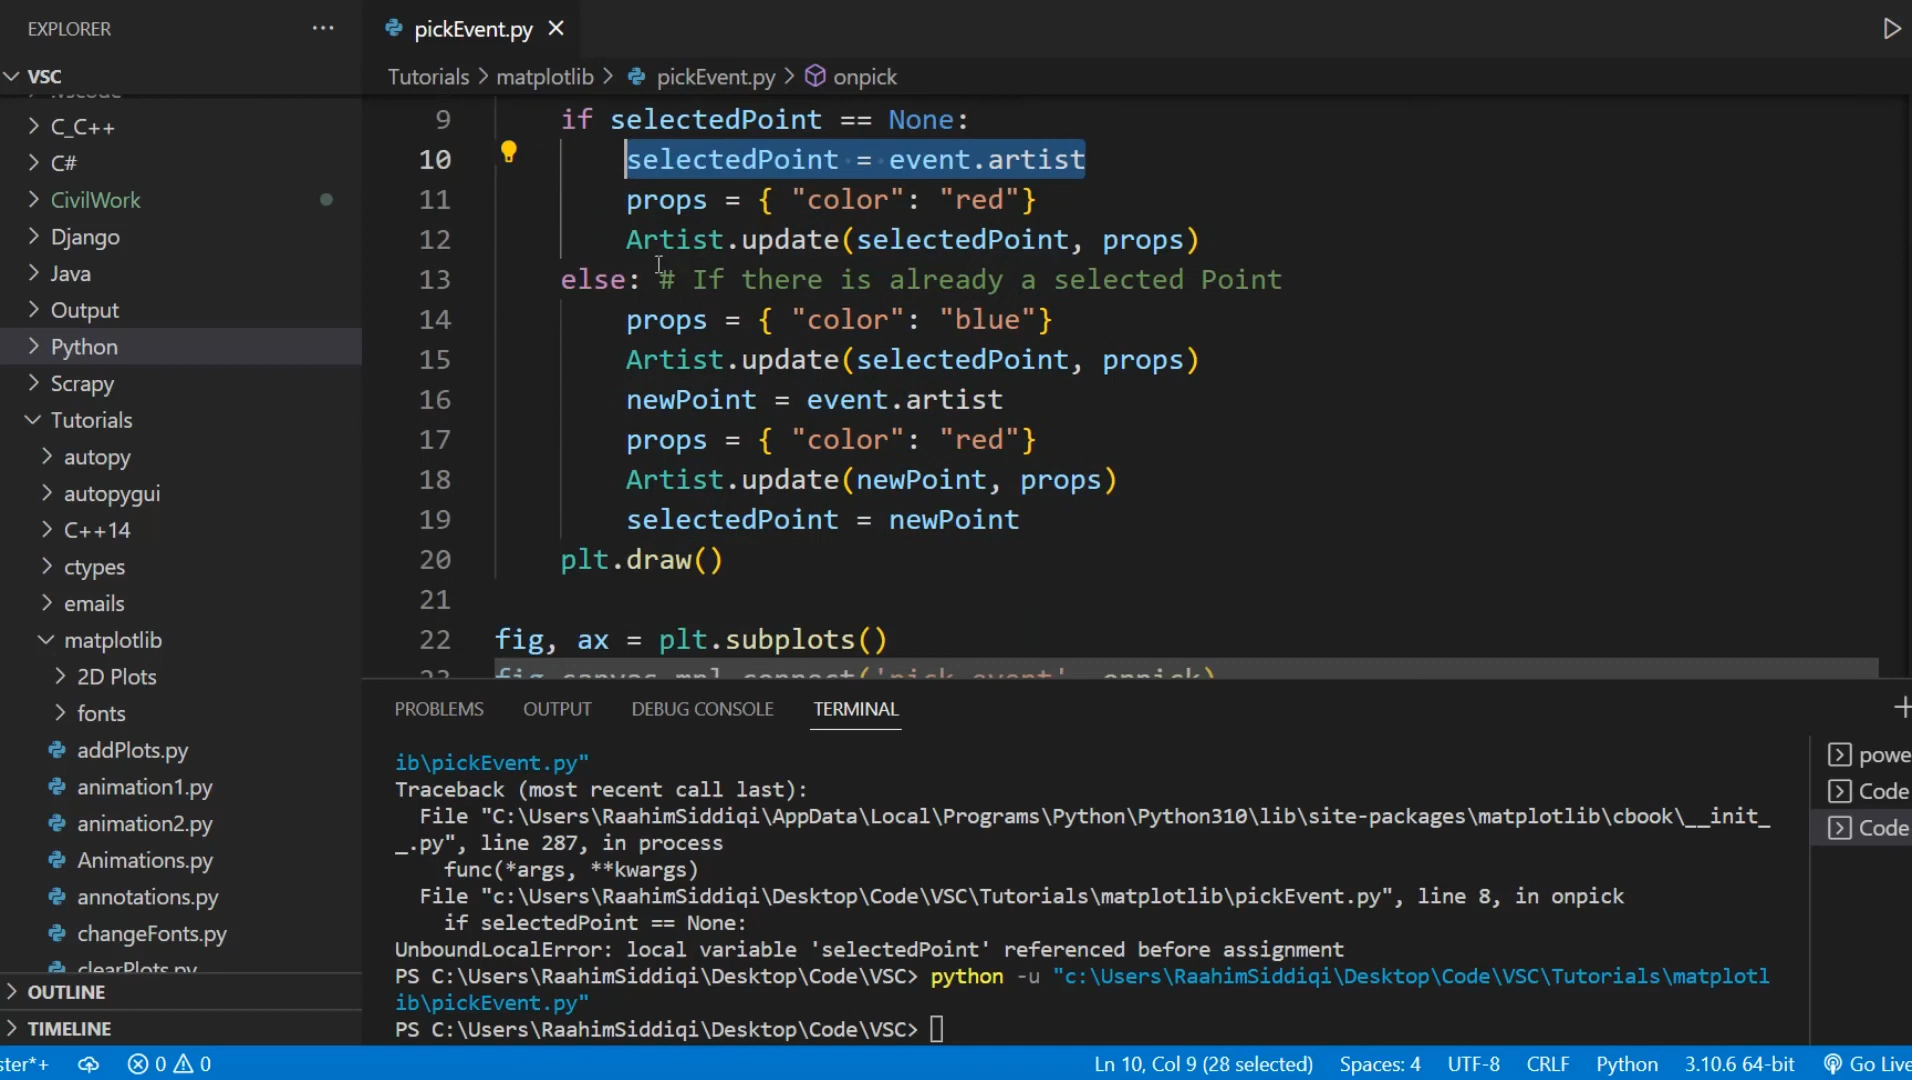 EXPLORER
VSC
.vscode
C_C++
C#
CivilWork
Django
Java
Output
Python
Scrapy
Tutorials
autopy
autopygui
C++14
ctypes
emails
matplotlib
2D Plots
fonts
addPlots.py
animation1.py
animation2.py
Animations.py
annotations.py
changeFonts.py
clearPlots.py
OUTLINE
TIMELINE
pickEvent.py
Tutorials > matplotlib > pickEvent.py > onpick
9 if selectedPoint == None:
10 selectedPoint = event.artist
11 props = { "color": "red"}
12 Artist.update(selectedPoint, props)
13 else: # If there is already a selected Point
14 props = { "color": "blue"}
15 Artist.update(selectedPoint, props)
16 newPoint = event.artist
17 props = { "color": "red"}
18 Artist.update(newPoint, props)
19 selectedPoint = newPoint
20 plt.draw()
21
22 fig, ax = plt.subplots()
23 fig.canvas.mpl_connect('pick_event', onpick)
PROBLEMS OUTPUT DEBUG CONSOLE TERMINAL
ib\pickEvent.py"
Traceback (most recent call last):
File "C:\Users\RaahimSiddiqi\AppData\Local\Programs\Python\Python310\lib\site-packages\matplotlib\cbook\__init_
_.py", line 287, in process
func(*args, **kwargs)
File "c:\Users\RaahimSiddiqi\Desktop\Code\VSC\Tutorials\matplotlib\pickEvent.py", line 8, in onpick
if selectedPoint == None:
UnboundLocalError: local variable 'selectedPoint' referenced before assignment
PS C:\Users\RaahimSiddiqi\Desktop\Code\VSC> python -u "c:\Users\RaahimSiddiqi\Desktop\Code\VSC\Tutorials\matplotl
ib\pickEvent.py"
PS C:\Users\RaahimSiddiqi\Desktop\Code\VSC>
powe
Code
Code
ster*+ 0 0 Ln 10, Col 9 (28 selected) Spaces: 4 UTF-8 CRLF Python 3.10.6 64-bit Go Live